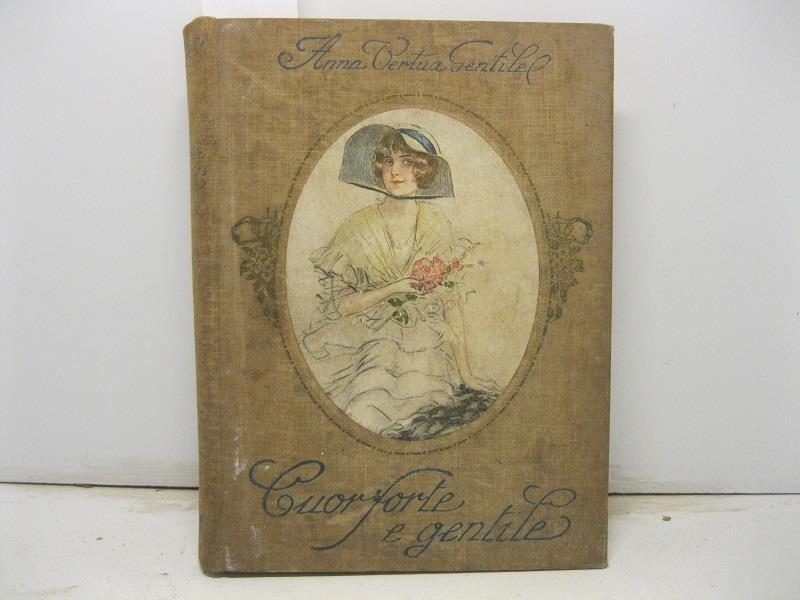 Anna Vertua Gentile
Cuor forte
e gentile